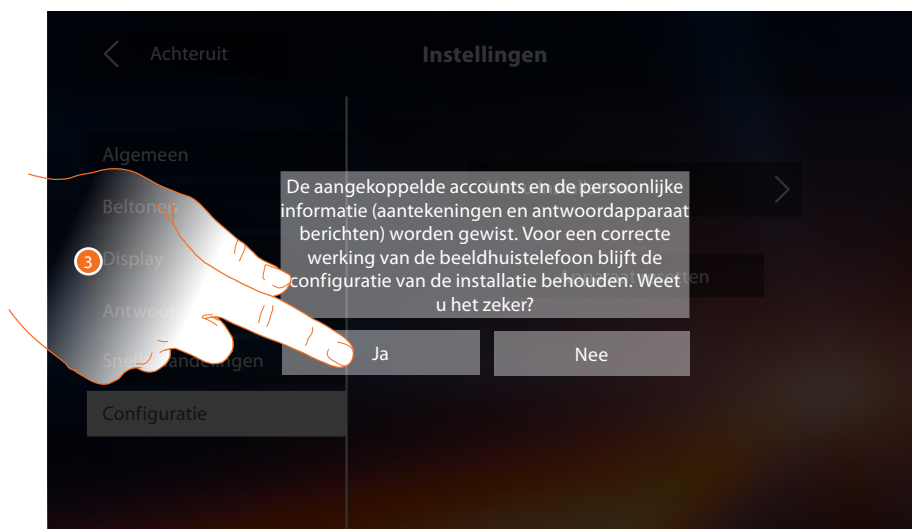 Achteruit
Instellingen
Algemeen
Beltonen
Display
Configuratie
De aangekoppelde accounts en de persoonlijke
informatie (aantekeningen en antwoordapparaat
berichten) worden gewist. Voor een correcte
werking van de beeldhuistelefoon blijft de
configuratie van de installatie behouden. Weet
u het zeker?
Ja
Nee
3